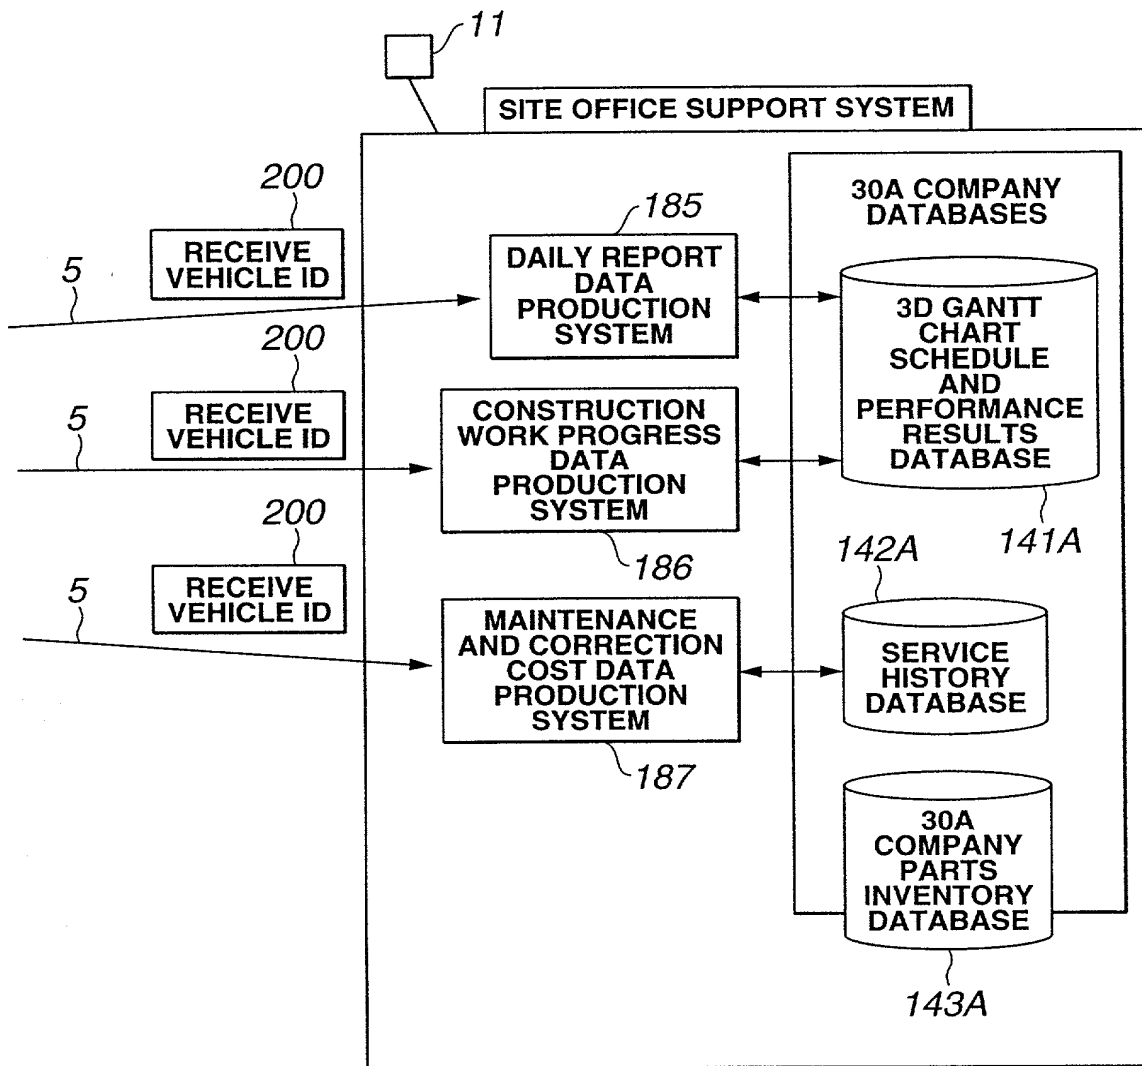 11
SITE OFFICE SUPPORT SYSTEM
200
RECEIVE
VEHICLE ID
5
185
DAILY REPORT
DATA
PRODUCTION
SYSTEM
30A COMPANY
DATABASES
3D GANTT
CHART
SCHEDULE
AND
PERFORMANCE
RESULTS
DATABASE
141A
200
RECEIVE
VEHICLE ID
5
CONSTRUCTION
WORK PROGRESS
DATA
PRODUCTION
SYSTEM
186
200
RECEIVE
VEHICLE ID
5
MAINTENANCE
AND CORRECTION
COST DATA
PRODUCTION
SYSTEM
187
142A
SERVICE
HISTORY
DATABASE
30A
COMPANY
PARTS
INVENTORY
DATABASE
143A